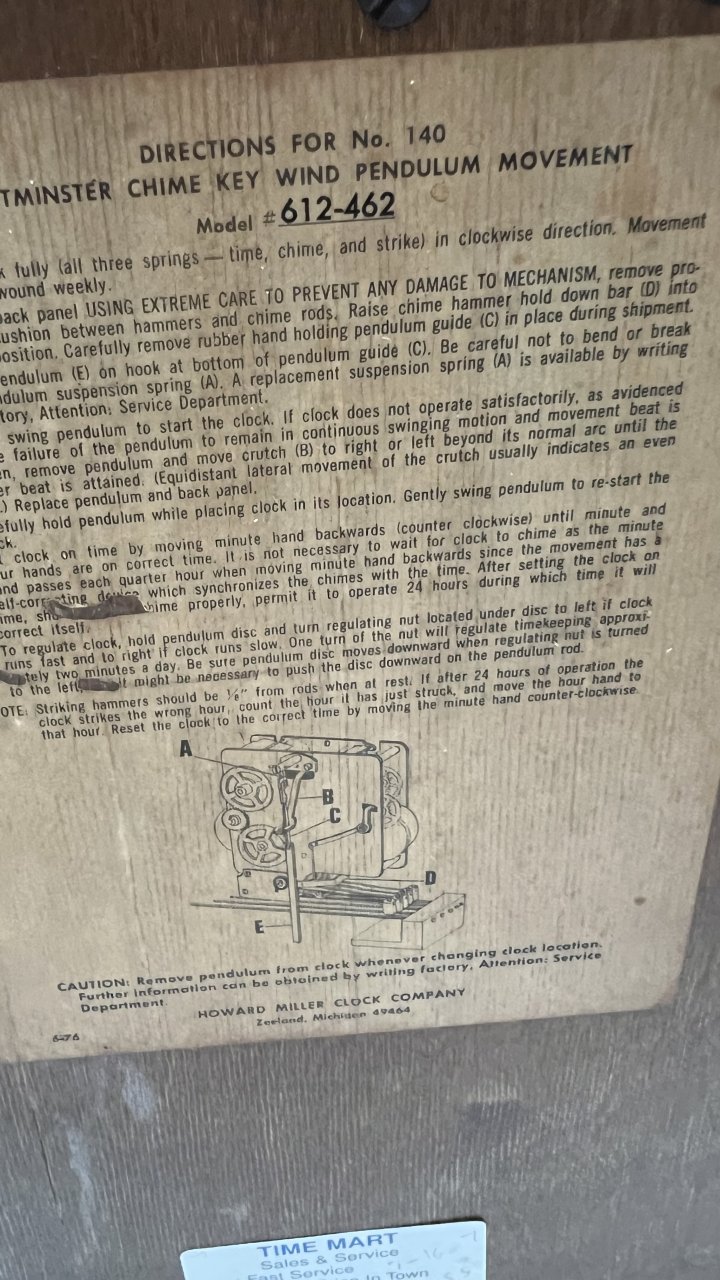 DIRECTIONS FOR No. 140
TMINSTER CHIME KEY WIND PENDULUM MOVEMENT
Model # 612-462
k fully (all three springs — time, chime, and strike) in clockwise direction. Movement
wound weekly.
ack panel USING EXTREME CARE TO PREVENT ANY DAMAGE TO MECHANISM, remove pro-
ushion between hammers and chime rods. Raise chime hammer hold down bar (D) into
osition. Carefully remove rubber hand holding pendulum guide (C) in place during shipment.
endulum (E) on hook at bottom of pendulum guide (C). Be careful not to bend or break
ndulum suspension spring (A). A replacement suspension spring (A) is available by writing
tory, Attention: Service Department.
swing pendulum to start the clock. If clock does not operate satisfactorily, as avidenced
e failure of the pendulum to remain in continuous swinging motion and movement beat is
en, remove pendulum and move crutch (B) to right or left beyond its normal arc until the
er beat is attained. (Equidistant lateral movement of the crutch usually indicates an even
.) Replace pendulum and back panel.
efully hold pendulum while placing clock in its location. Gently swing pendulum to re-start the
ck.
clock on time by moving minute hand backwards (counter clockwise) until minute and
ur hands are on correct time. It is not necessary to wait for clock to chime as the minute
nd passes each quarter hour when moving minute hand backwards since the movement has a
elf-correcting device which synchronizes the chimes with the time. After setting the clock on
ime, sho chime properly, permit it to operate 24 hours during which time it will
correct itself.
To regulate clock, hold pendulum disc and turn regulating nut located under disc to left if clock
runs fast and to right if clock runs slow. One turn of the nut will regulate timekeeping approxi-
tely two minutes a day. Be sure pendulum disc moves downward when regulating nut is turned
to the left, It might be necessary to push the disc downward on the pendulum rod.
OTE: Striking hammers should be 1/8" from rods when at rest. If after 24 hours of operation the
clock strikes the wrong hour, count the hour it has just struck, and move the hour hand to
that hour. Reset the clock to the correct time by moving the minute hand counter-clockwise.
A
B
C
D
E
CAUTION: Remove pendulum from clock whenever changing clock location.
Further information can be obtained by writing factory, Attention: Service
Department.
HOWARD MILLER CLOCK COMPANY
Zeeland, Michigan 49464
6-76
TIME MART
Sales & Service
Fast Service
In Town